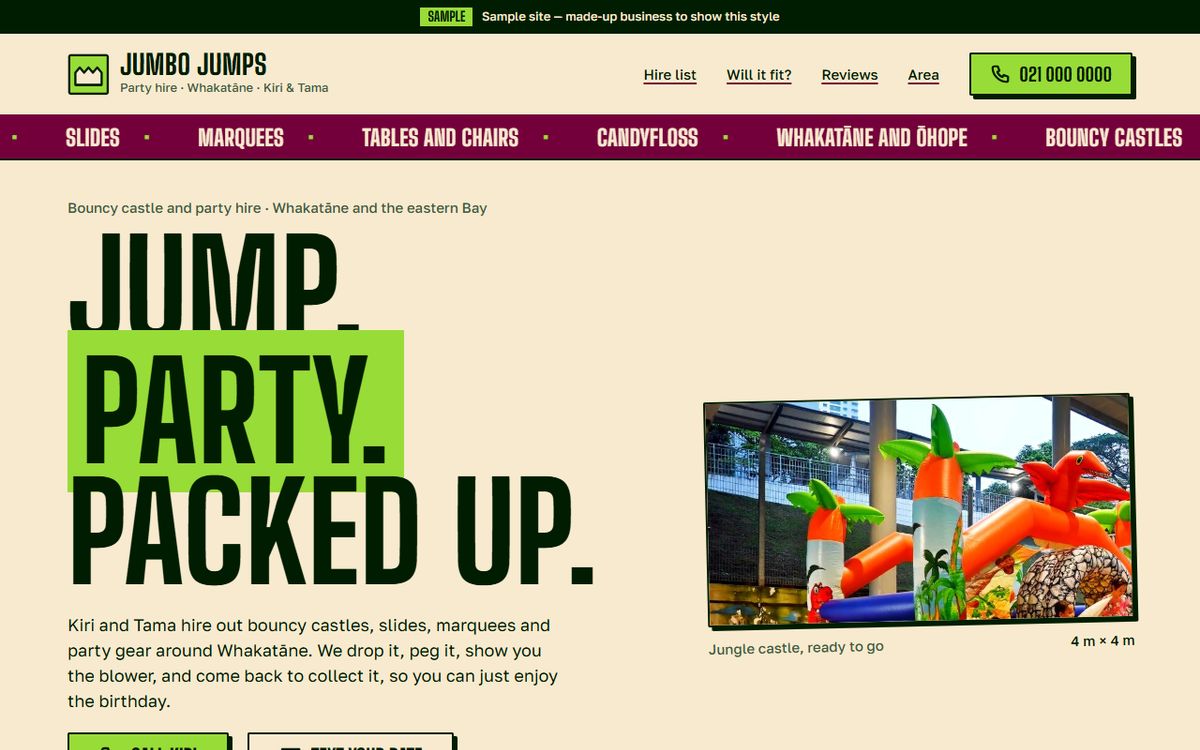 SAMPLE Sample site — made-up business to show this style
JUMBO JUMPS
Party hire · Whakatāne · Kiri & Tama
Hire list Will it fit? Reviews Area 021 000 0000
SLIDES · MARQUEES · TABLES AND CHAIRS · CANDYFLOSS · WHAKATĀNE AND ŌHOPE · BOUNCY CASTLES
Bouncy castle and party hire · Whakatāne and the eastern Bay
JUMP.
PARTY.
PACKED UP.
Kiri and Tama hire out bouncy castles, slides, marquees and
party gear around Whakatāne. We drop it, peg it, show you
the blower, and come back to collect it, so you can just enjoy
the birthday.
Jungle castle, ready to go
4 m × 4 m
CALL KIRI TEXT YOUR DATE